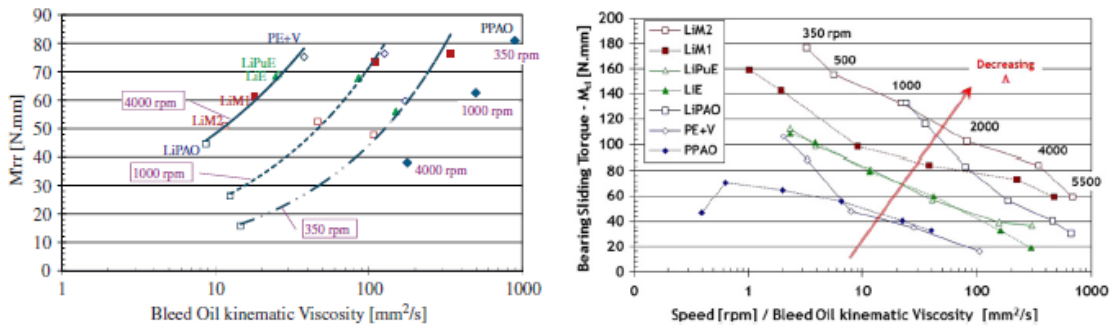 90
80
70
60
50
40
30
20
10
0
M'rr [N.mm]
1
10
100
1000
Bleed Oil kinematic Viscosity [mm²/s]
PPAO
PE+V
350 rpm
LiPuE
LiE
4000 rpm
LiM1
1000 rpm
LiM2
LiPAO
4000 rpm
1000 rpm
350 rpm
200
180
160
140
120
100
80
60
40
20
0
Bearing Sliding Torque - Msl [N.mm]
LiM2
LiM1
LiPuE
LiE
LiPAO
PE+V
PPAO
350 rpm
500
1000
2000
4000
5500
Decreasing
Λ
0
1
10
100
1000
Speed [rpm] / Bleed Oil kinematic Viscosity [mm²/s]